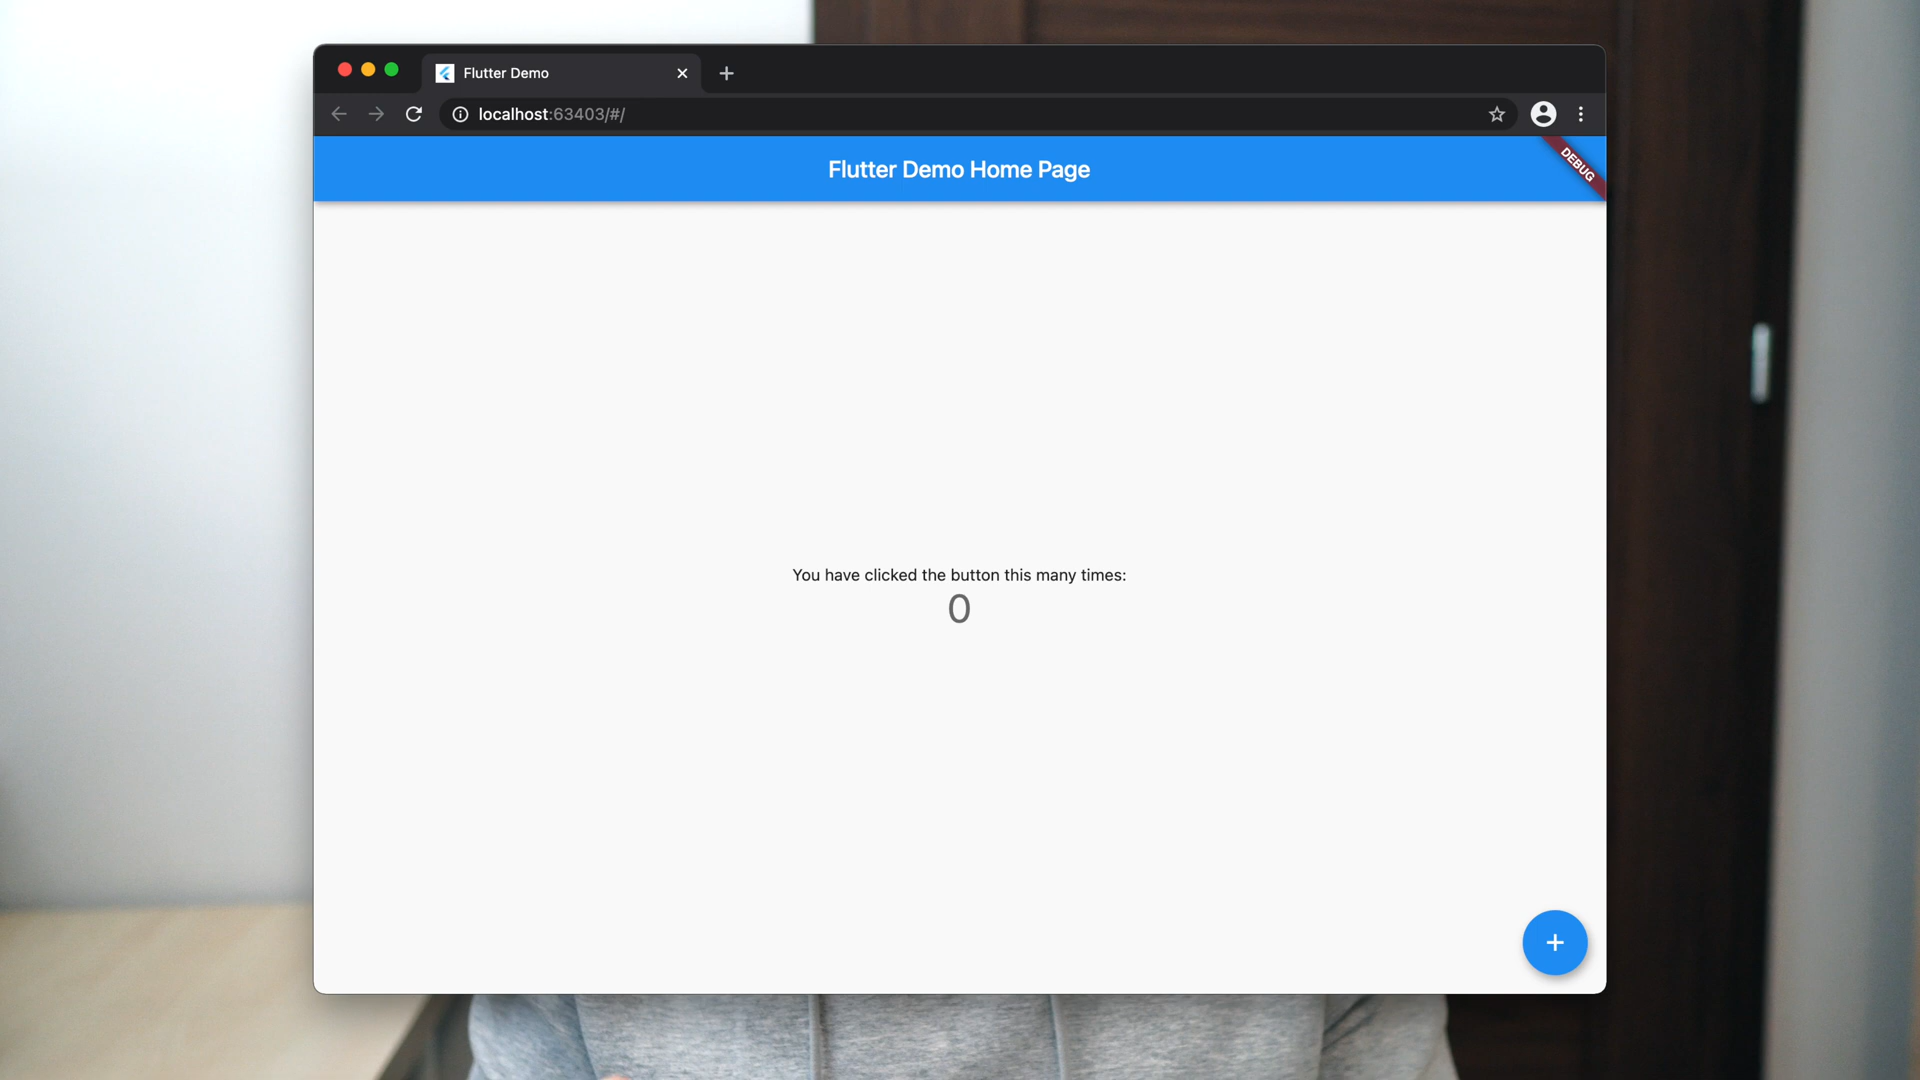 Flutter Demo
localhost:63403/#/
Flutter Demo Home Page
DEBUG
You have clicked the button this many times:
0